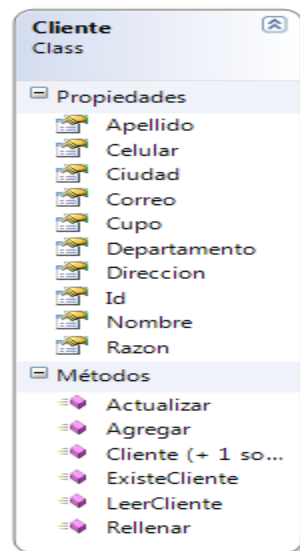 Cliente
Class
Propiedades
Apellido
Celular
Ciudad
Correo
Cupo
Departamento
Direccion
Id
Nombre
Razon
Métodos
Actualizar
Agregar
Cliente (+ 1 so...
ExisteCliente
LeerCliente
Rellenar